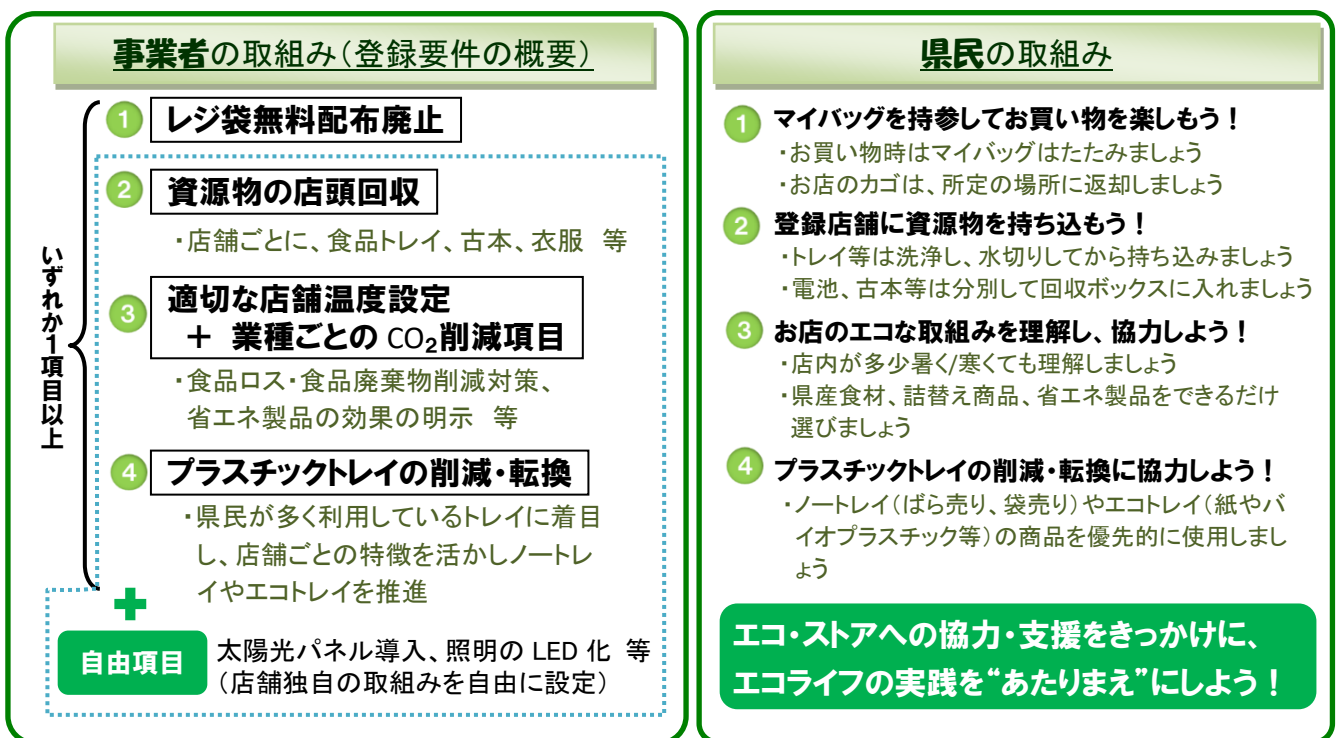 事業者の取組み（登録要件の概要）
いずれか1項目以上
1 レジ袋無料配布廃止
2 資源物の店頭回収
・店舗ごとに、食品トレイ、古本、衣服　等
3 適切な店舗温度設定
＋ 業種ごとの CO₂削減項目
・食品ロス・食品廃棄物削減対策、
省エネ製品の効果の明示　等
4 プラスチックトレイの削減・転換
・県民が多く利用しているトレイに着目
し、店舗ごとの特徴を活かしノートレ
イやエコトレイを推進
＋
自由項目
太陽光パネル導入、照明の LED 化　等
（店舗独自の取組みを自由に設定）
県民の取組み
1 マイバッグを持参してお買い物を楽しもう！
・お買い物時はマイバッグはたたみましょう
・お店のカゴは、所定の場所に返却しましょう
2 登録店舗に資源物を持ち込もう！
・トレイ等は洗浄し、水切りしてから持ち込みましょう
・電池、古本等は分別して回収ボックスに入れましょう
3 お店のエコな取組みを理解し、協力しよう！
・店内が多少暑く/寒くても理解しましょう
・県産食材、詰替え商品、省エネ製品をできるだけ
選びましょう
4 プラスチックトレイの削減・転換に協力しよう！
・ノートレイ（ばら売り、袋売り）やエコトレイ（紙やバ
イオプラスチック等）の商品を優先的に使用しまし
ょう
エコ・ストアへの協力・支援をきっかけに、
エコライフの実践を“あたりまえ”にしよう！